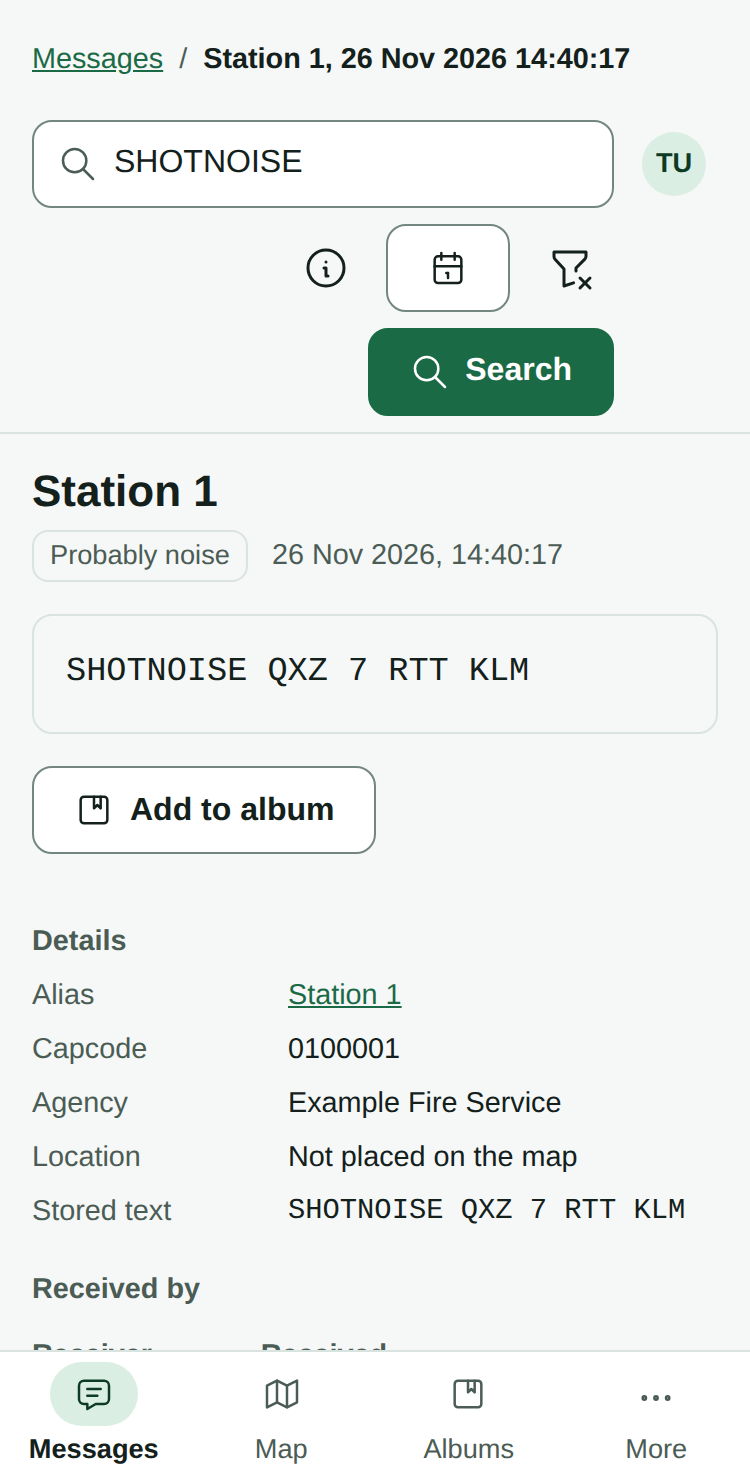 Messages / Station 1, 26 Nov 2026 14:40:17
SHOTNOISE
TU
Search
Station 1
Probably noise 26 Nov 2026, 14:40:17
SHOTNOISE QXZ 7 RTT KLM
Add to album
Details
Alias Station 1
Capcode 0100001
Agency Example Fire Service
Location Not placed on the map
Stored text SHOTNOISE QXZ 7 RTT KLM
Received by
Receiver Received
Messages Map Albums More